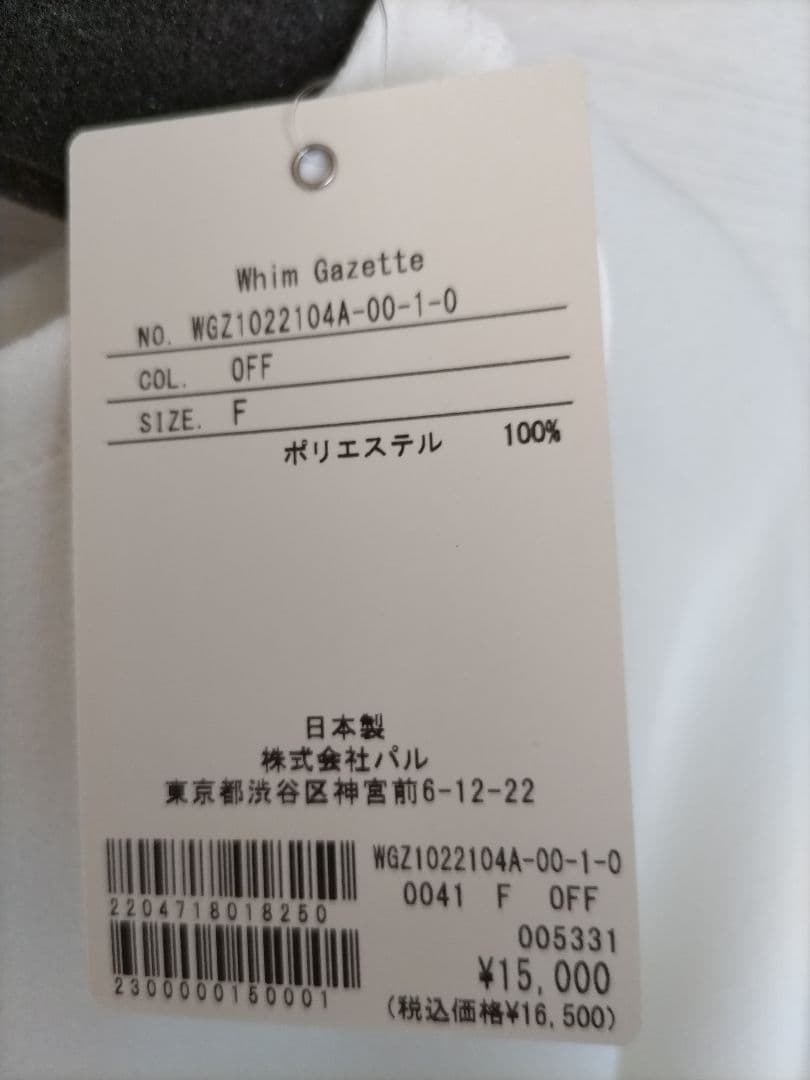 Whim Gazette
NO. WGZ1022104A-00-1-0
COL. OFF
SIZE. F
ポリエステル 100%
日本製
株式会社パル
東京都渋谷区神宮前6-12-22
WGZ1022104A-00-1-0
2204718018250
0041 F OFF
005331
2300000150001
¥15,000
(税込価格¥16,500)